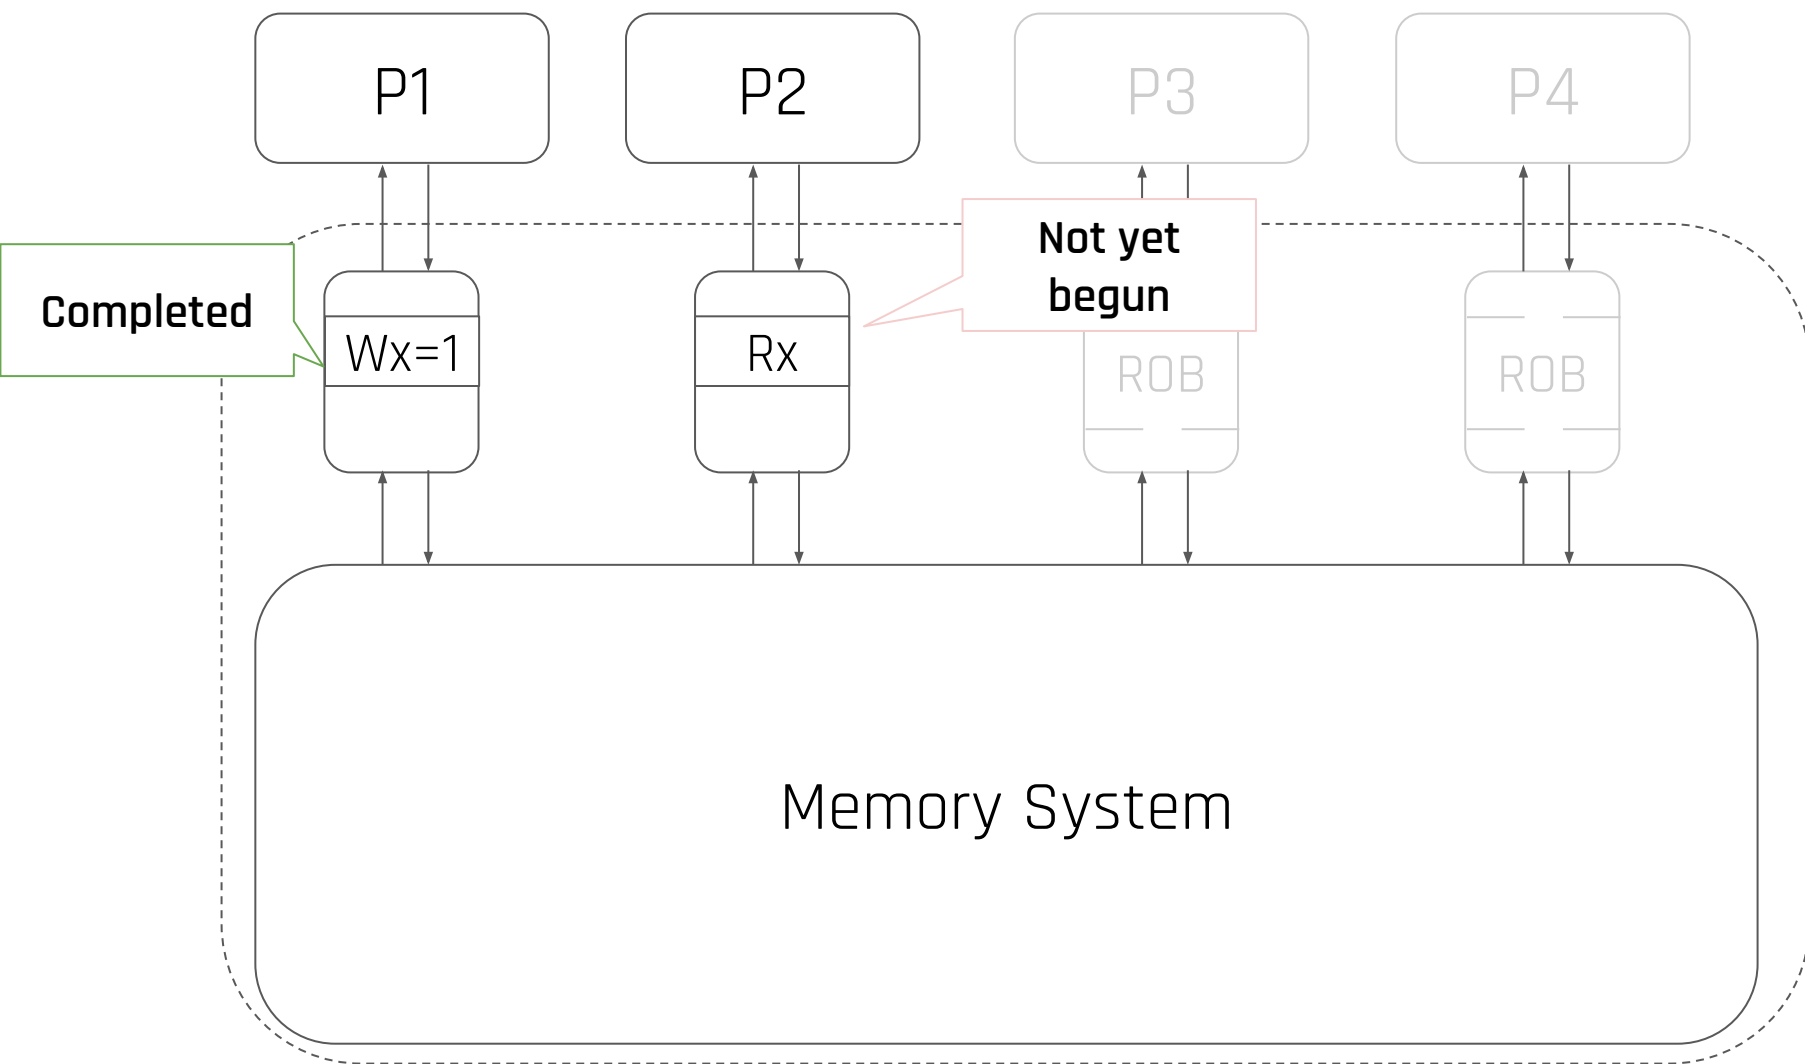 P1
P2
P3
P4
Completed
Wx=1
Rx
Not yet
begun
ROB
ROB
Memory System